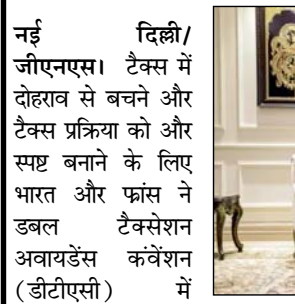 नई दिल्ली/
जीएनएस। टैक्स में
दोहराव से बचने और
टैक्स प्रक्रिया को और
स्पष्ट बनाने के लिए
भारत और फ्रांस ने
डबल टैक्सेशन
अवायडेंस कंवेंशन
(डीटीएसी) में